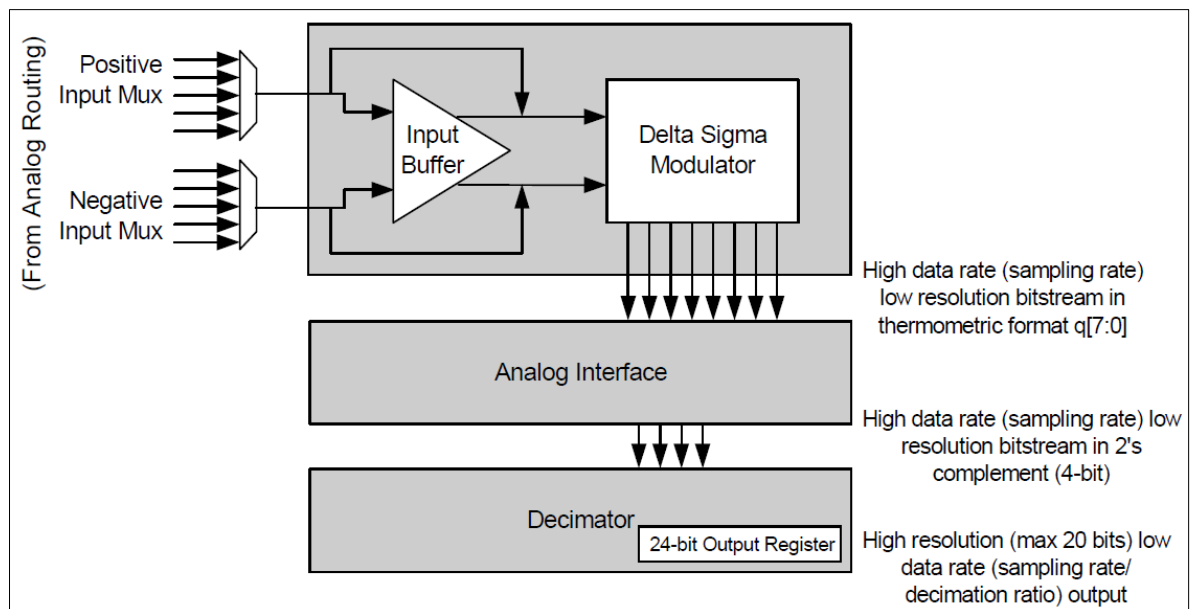 (From Analog Routing)
Positive
Input Mux
Negative
Input Mux
Input
Buffer
Delta Sigma
Modulator
High data rate (sampling rate)
low resolution bitstream in
thermometric format q[7:0]
Analog Interface
High data rate (sampling rate) low
resolution bitstream in 2's
complement (4-bit)
Decimator
24-bit Output Register
High resolution (max 20 bits) low
data rate (sampling rate/
decimation ratio) output